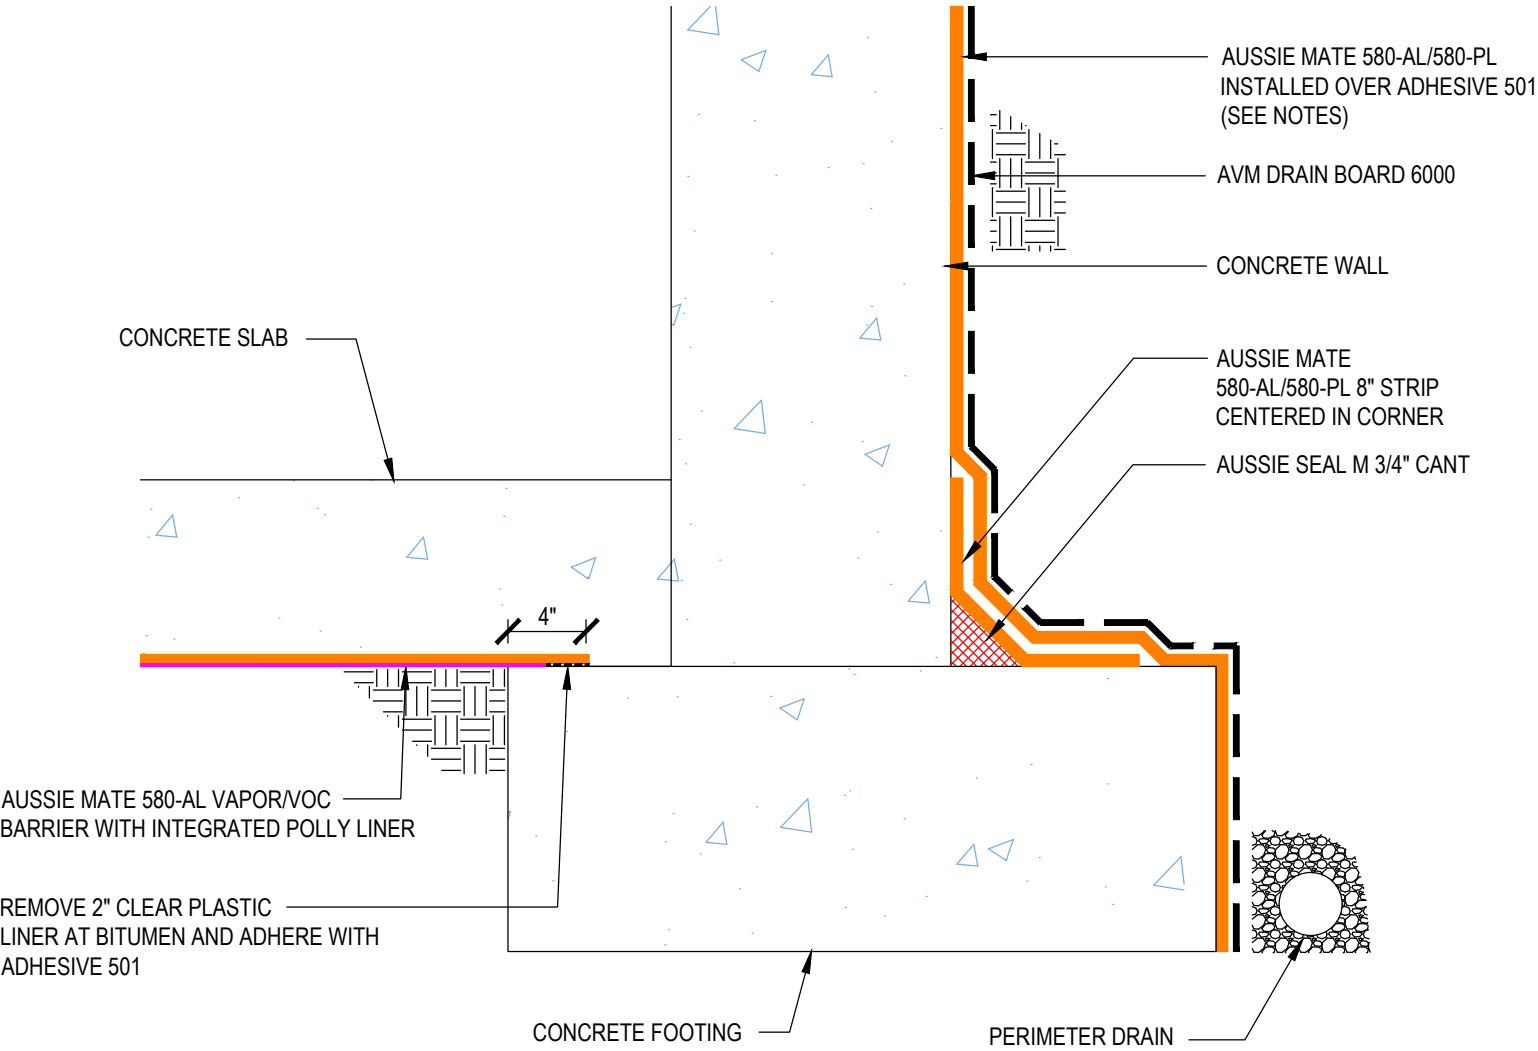 AUSSIE MATE 580-AL/580-PL
INSTALLED OVER ADHESIVE 501
(SEE NOTES)
AVM DRAIN BOARD 6000
CONCRETE WALL
CONCRETE SLAB
AUSSIE MATE
580-AL/580-PL 8" STRIP
CENTERED IN CORNER
AUSSIE SEAL M 3/4" CANT
4"
AUSSIE MATE 580-AL VAPOR/VOC
BARRIER WITH INTEGRATED POLLY LINER
REMOVE 2" CLEAR PLASTIC
LINER AT BITUMEN AND ADHERE WITH
ADHESIVE 501
CONCRETE FOOTING
PERIMETER DRAIN